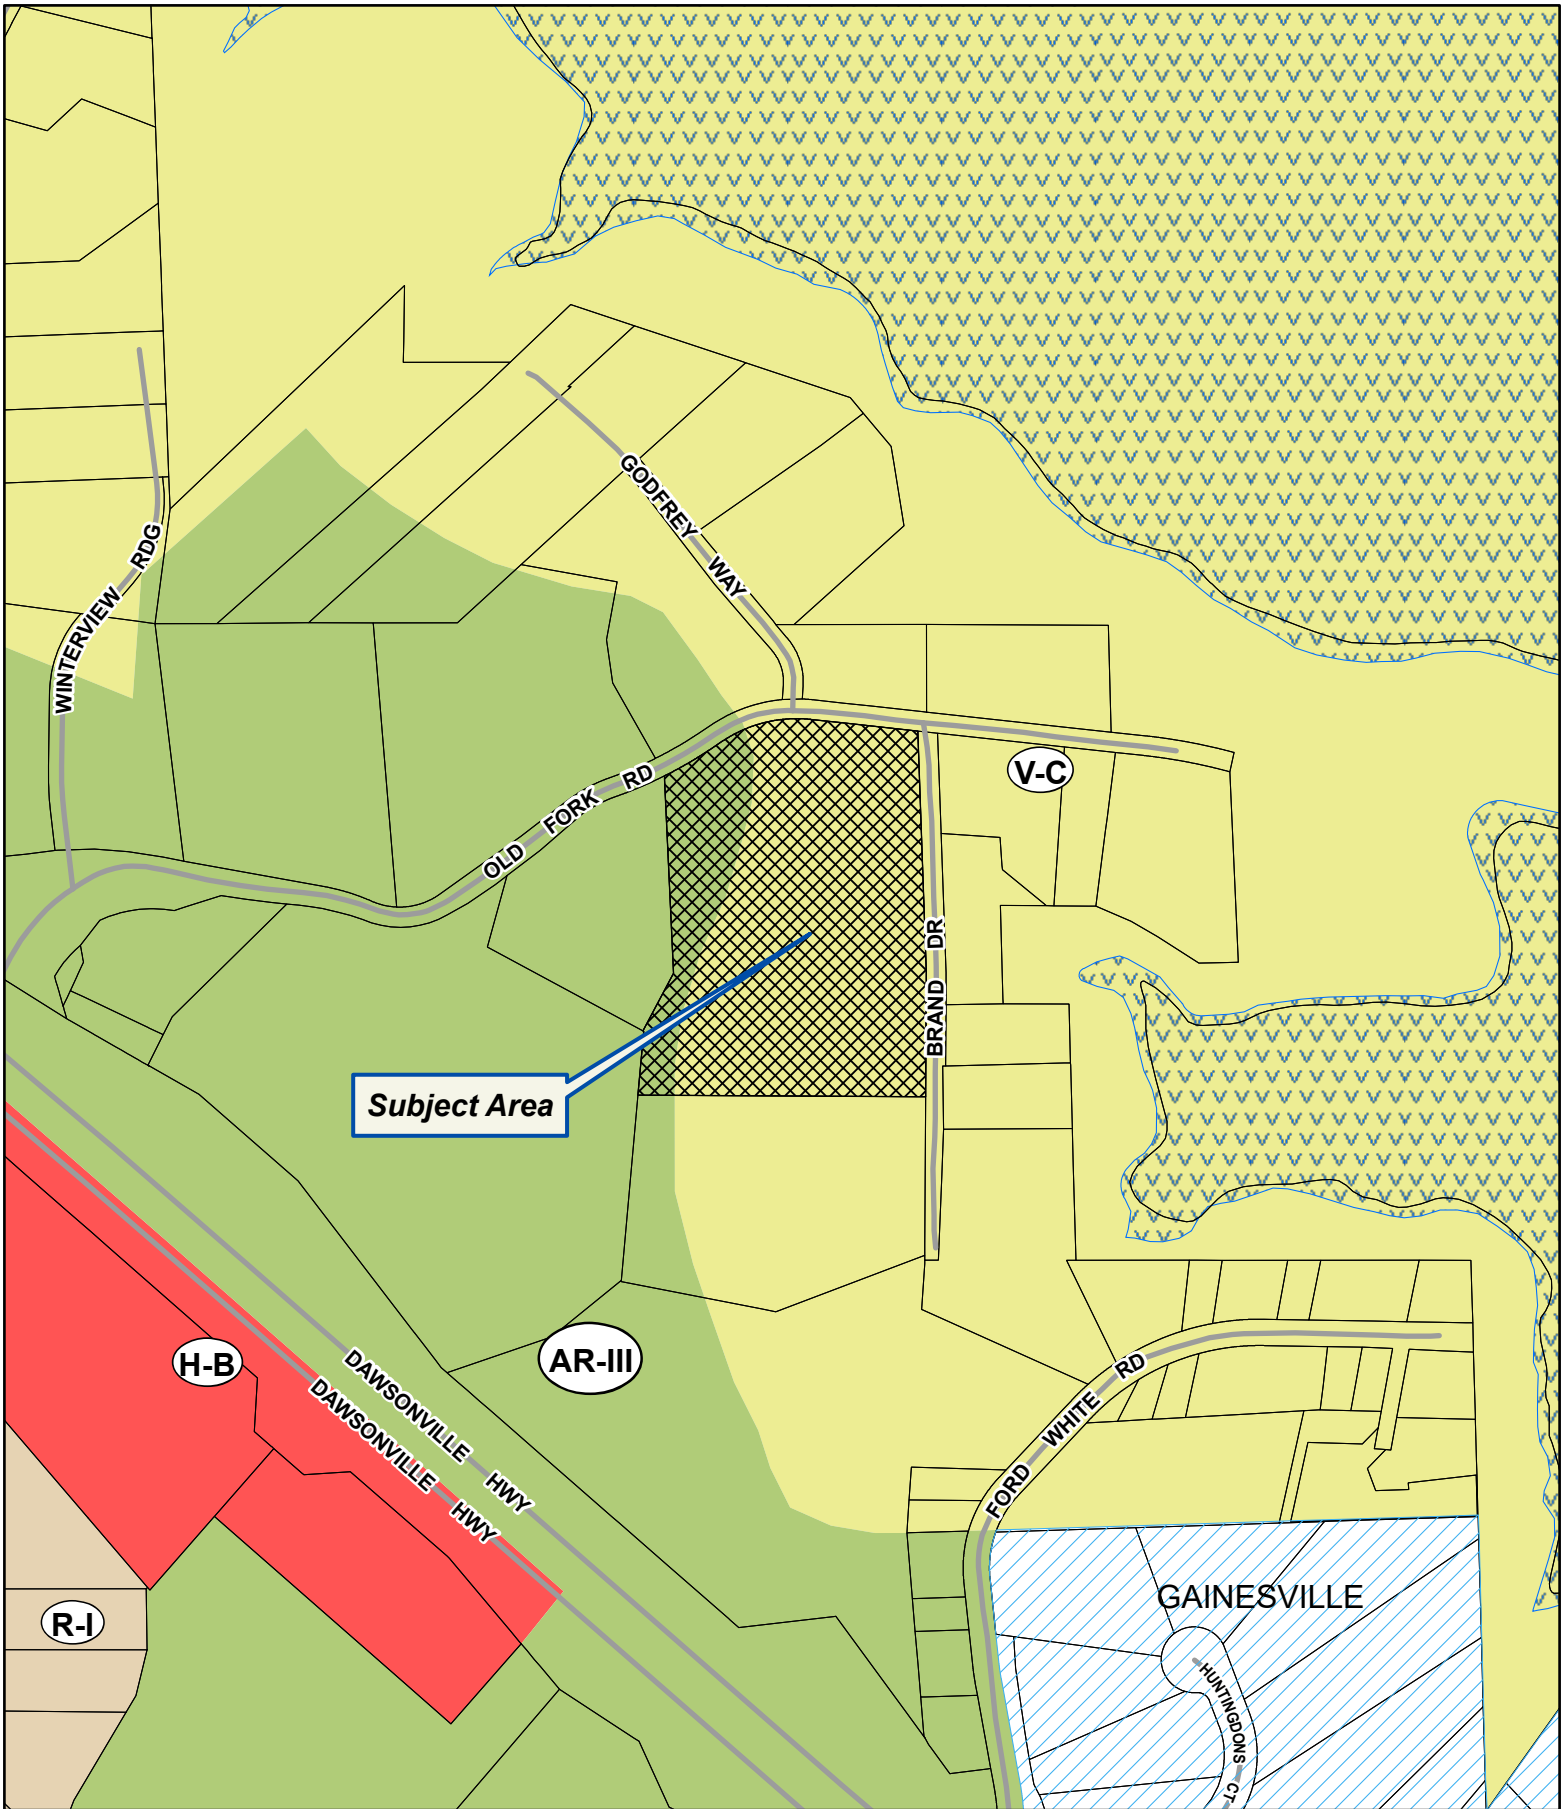 GODFREY WAY
WINTERVIEW RDG
V-C
OLD FORK RD
BRAND DR
Subject Area
H-B
DAWSONVILLE HWY
DAWSONVILLE HWY
AR-III
FORD WHITE RD
GAINESVILLE
R-I
HUNTINGDONS CT